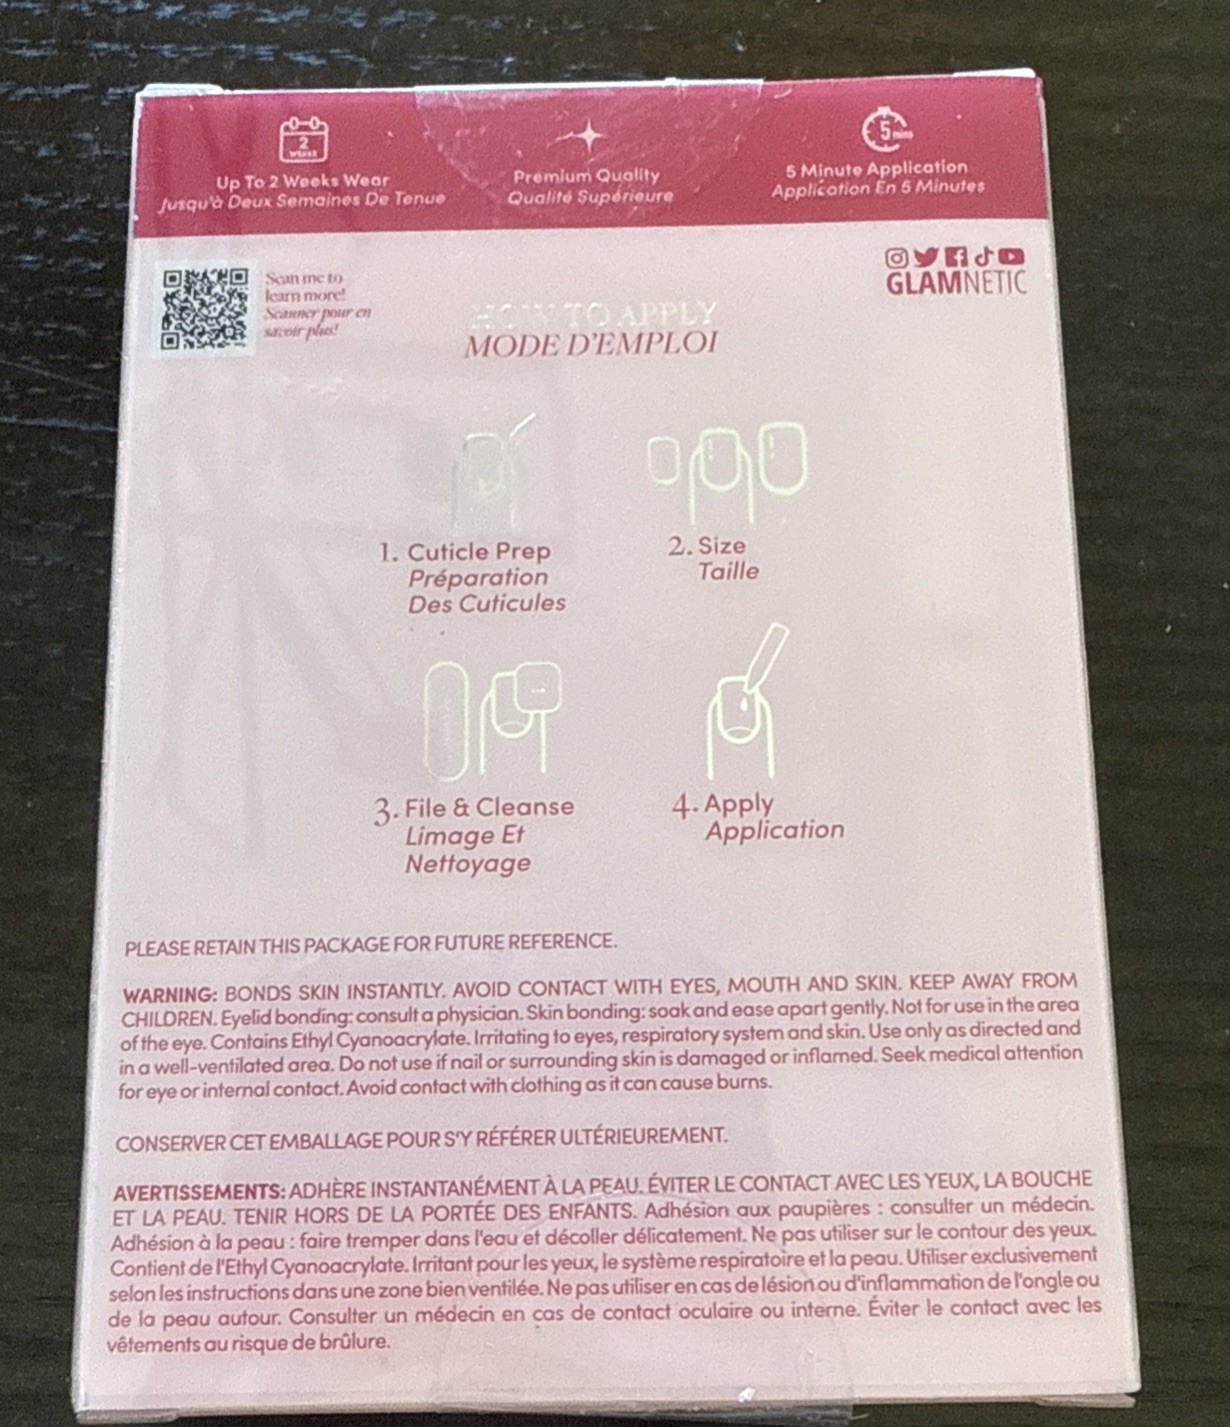 2
WEEKS
Up To 2 Weeks Wear
Jusqu'à Deux Semaines De Tenue
Premium Quality
Qualité Supérieure
5 mins
5 Minute Application
Application En 5 Minutes
Scan me to
learn more!
Scanner pour en
savoir plus!
GLAMNETIC
HOW TO APPLY
MODE D'EMPLOI
1. Cuticle Prep
Préparation
Des Cuticules
2. Size
Taille
3. File & Cleanse
Limage Et
Nettoyage
4. Apply
Application
PLEASE RETAIN THIS PACKAGE FOR FUTURE REFERENCE.
WARNING: BONDS SKIN INSTANTLY. AVOID CONTACT WITH EYES, MOUTH AND SKIN. KEEP AWAY FROM
CHILDREN. Eyelid bonding: consult a physician. Skin bonding: soak and ease apart gently. Not for use in the area
of the eye. Contains Ethyl Cyanoacrylate. Irritating to eyes, respiratory system and skin. Use only as directed and
in a well-ventilated area. Do not use if nail or surrounding skin is damaged or inflamed. Seek medical attention
for eye or internal contact. Avoid contact with clothing as it can cause burns.
CONSERVER CET EMBALLAGE POUR S'Y RÉFÉRER ULTÉRIEUREMENT.
AVERTISSEMENTS: ADHÈRE INSTANTANÉMENT À LA PEAU. ÉVITER LE CONTACT AVEC LES YEUX, LA BOUCHE
ET LA PEAU. TENIR HORS DE LA PORTÉE DES ENFANTS. Adhésion aux paupières : consulter un médecin.
Adhésion à la peau : faire tremper dans l'eau et décoller délicatement. Ne pas utiliser sur le contour des yeux.
Contient de l'Ethyl Cyanoacrylate. Irritant pour les yeux, le système respiratoire et la peau. Utiliser exclusivement
selon les instructions dans une zone bien ventilée. Ne pas utiliser en cas de lésion ou d'inflammation de l'ongle ou
de la peau autour. Consulter un médecin en cas de contact oculaire ou interne. Éviter le contact avec les
vêtements au risque de brûlure.